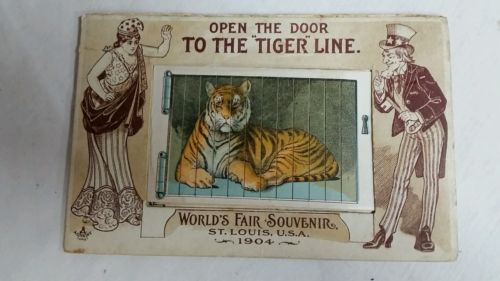 OPEN THE DOOR
TO THE "TIGER" LINE.
WORLD'S FAIR SOUVENIR,
ST. LOUIS, U.S.A.
1904